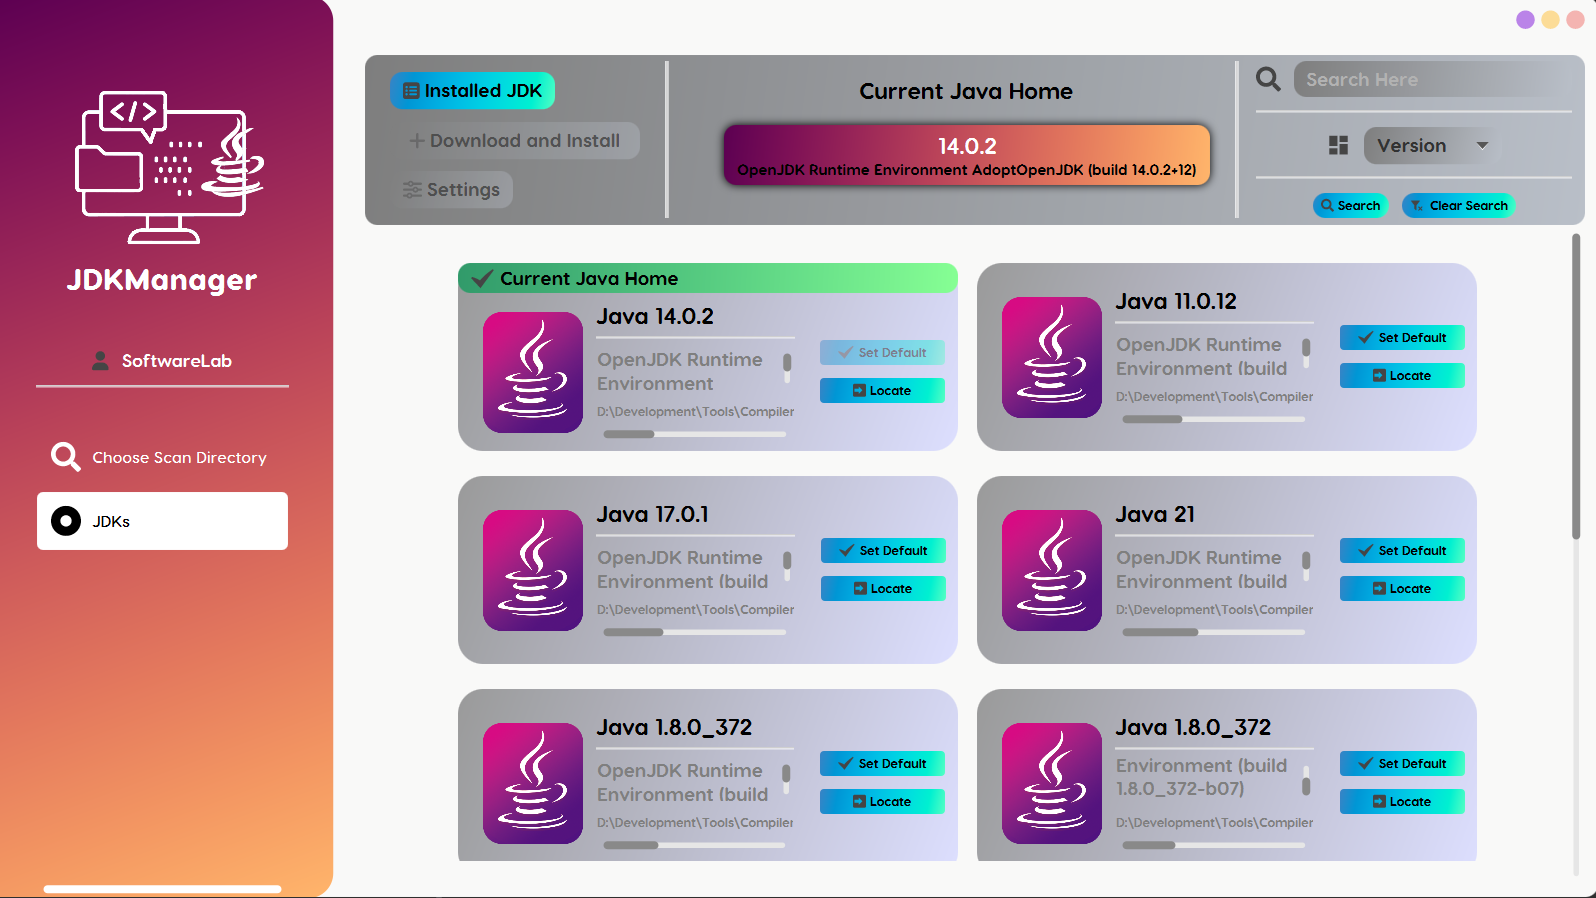 </>
JDKManager
SoftwareLab
Choose Scan Directory
JDKs
Installed JDK
Download and Install
Settings
Current Java Home
14.0.2
OpenJDK Runtime Environment AdoptOpenJDK (build 14.0.2+12)
Search Here
Version
Search
Clear Search
Current Java Home
Java 14.0.2
OpenJDK Runtime
Environment
D:\Development\Tools\Compiler
Set Default
Locate
Java 11.0.12
OpenJDK Runtime
Environment (build
D:\Development\Tools\Compiler
Set Default
Locate
Java 17.0.1
OpenJDK Runtime
Environment (build
D:\Development\Tools\Compiler
Set Default
Locate
Java 21
OpenJDK Runtime
Environment (build
D:\Development\Tools\Compiler
Set Default
Locate
Java 1.8.0_372
OpenJDK Runtime
Environment (build
D:\Development\Tools\Compiler
Set Default
Locate
Java 1.8.0_372
Environment (build
1.8.0_372-b07)
D:\Development\Tools\Compiler
Set Default
Locate